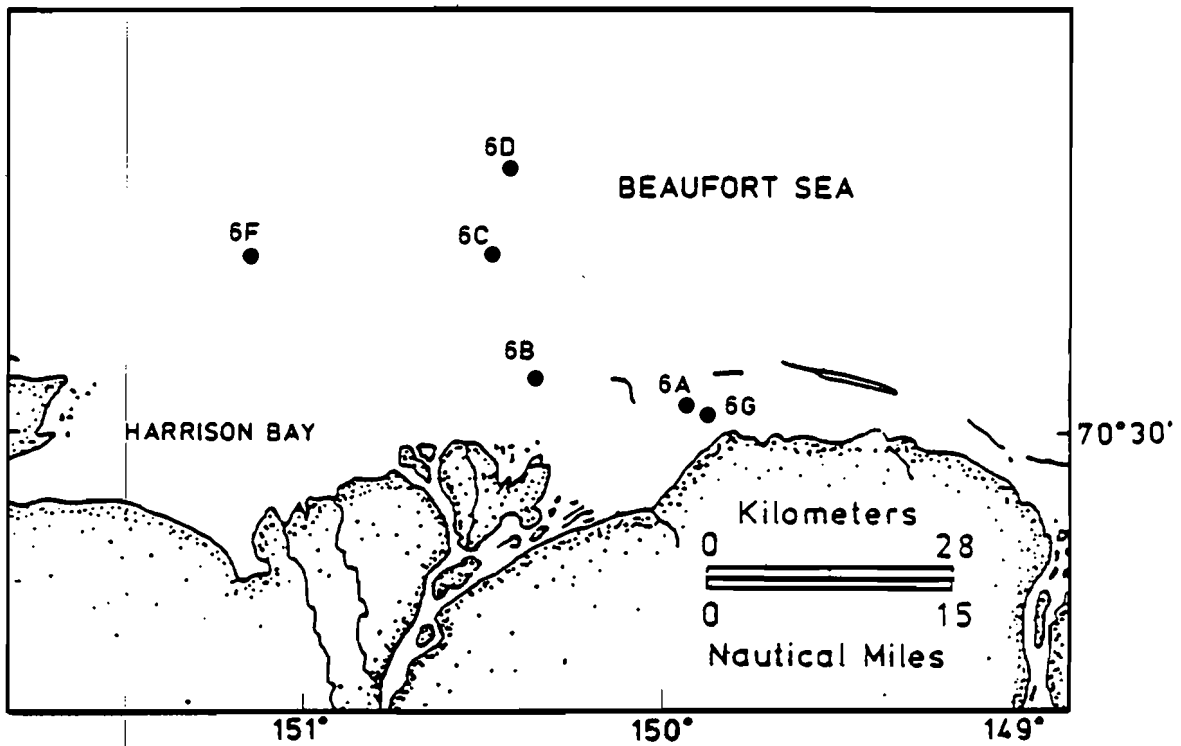 6D
BEAUFORT SEA
6F
6C
6B
6A
6G
HARRISON BAY
70°30'
Kilometers
0 28
0 15
Nautical Miles
151° 150° 149°